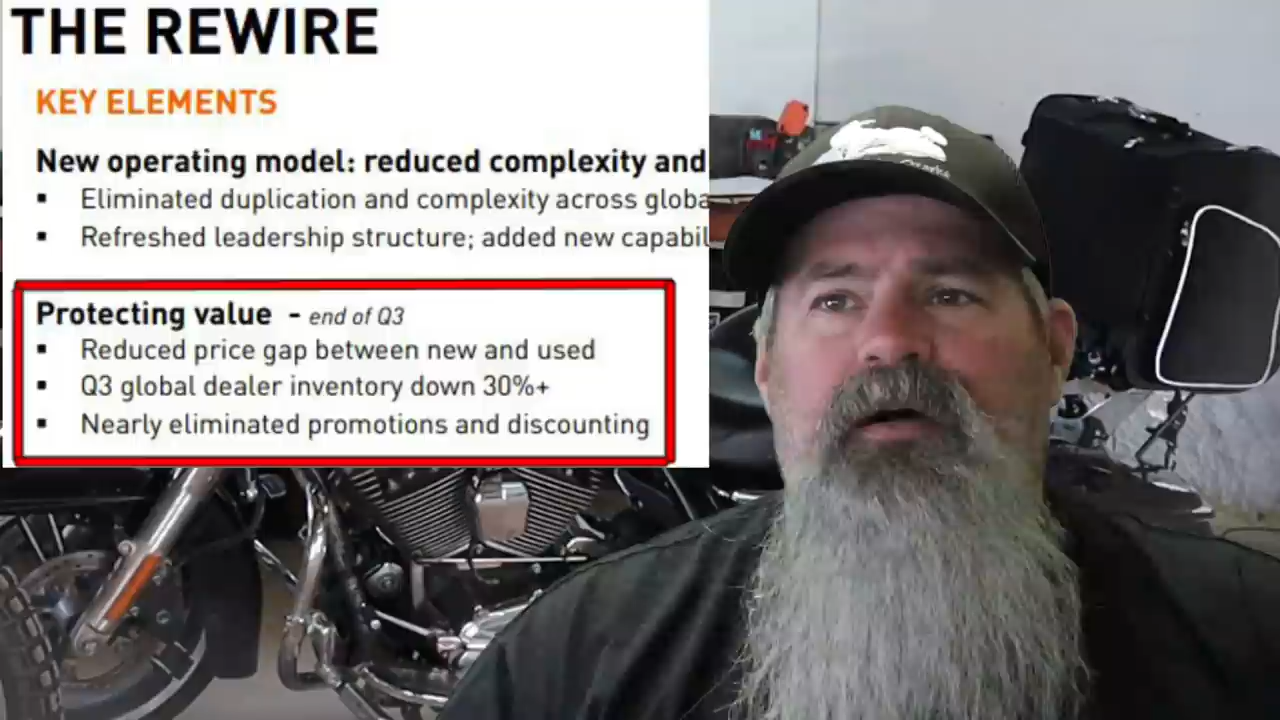 THE REWIRE
KEY ELEMENTS
New operating model: reduced complexity and
▪ Eliminated duplication and complexity across globa
▪ Refreshed leadership structure; added new capabil
Protecting value - end of Q3
▪ Reduced price gap between new and used
▪ Q3 global dealer inventory down 30%+
▪ Nearly eliminated promotions and discounting